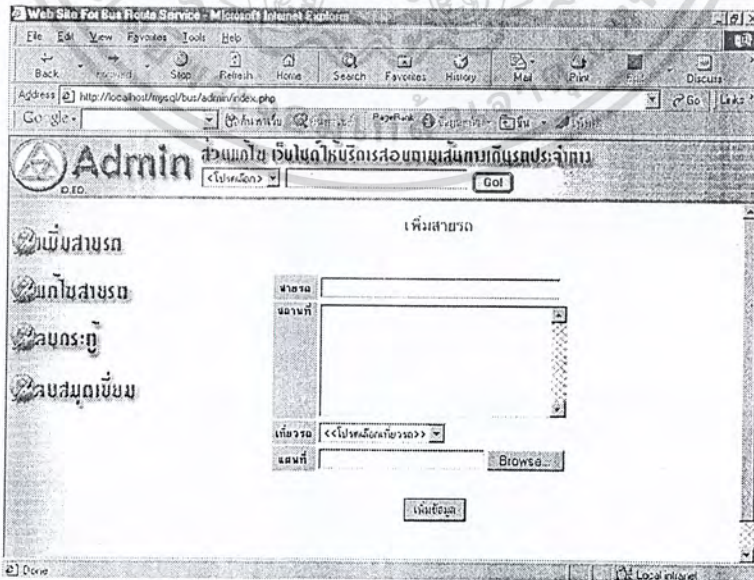 Web Site For Bus Route Service - Microsoft Internet Explorer
File Edit View Favorites Tools Help
Back Forward Stop Refresh Home Search Favorites History Mail Print Edit Discuss
Address http://localhost/mysql/bus/admin/index.php Go Links
Google PageRank
Admin ส่วนแก้ไข เว็บไซต์ให้บริการสอบถามเส้นทางเดินรถประจำทาง
<โปรดเลือก> Go!
เพิ่มสายรถ
เพิ่มสายรถ
แก้ไขสายรถ
ลบกระทู้
ลบสมุดเยี่ยม
สายรถ
สถานที่
เที่ยวรถ <<โปรดเลือกเที่ยวรถ>>
แผนที่ Browse...
เพิ่มข้อมูล
Done Local intranet